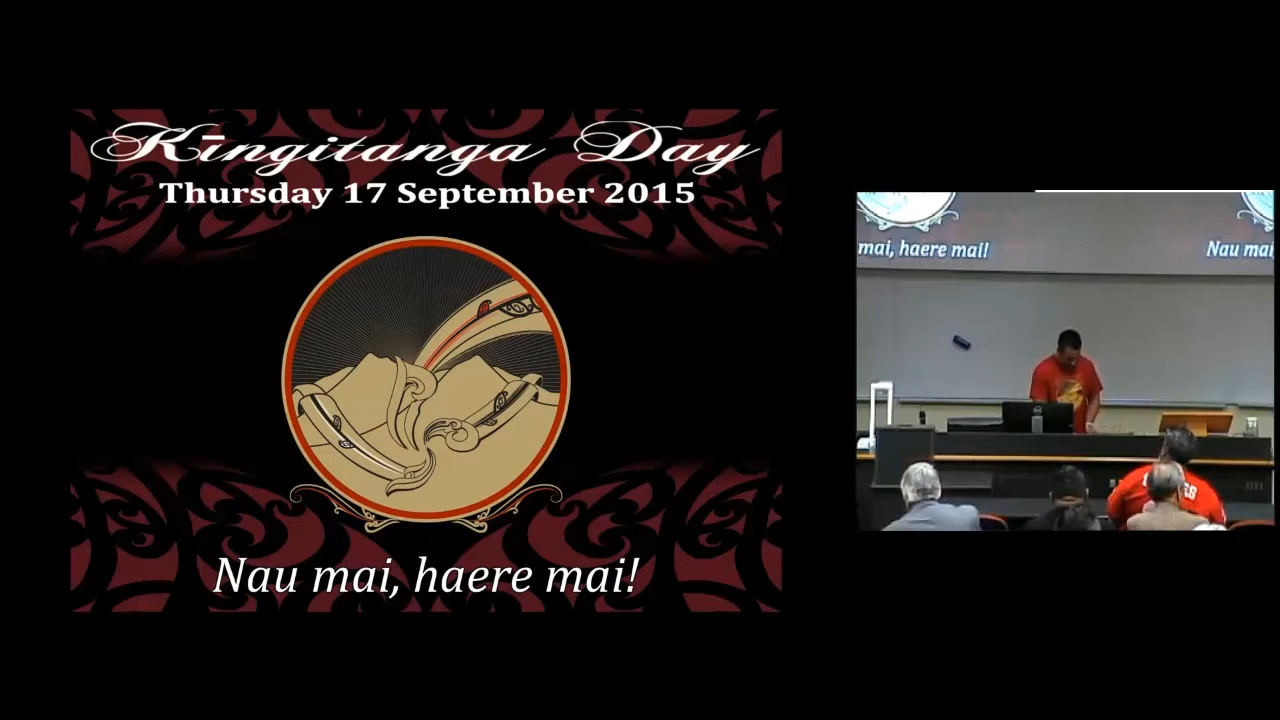 Kīngitanga Day
Thursday 17 September 2015
Nau mai, haere mai!
mai, haere mai!
Nau mai